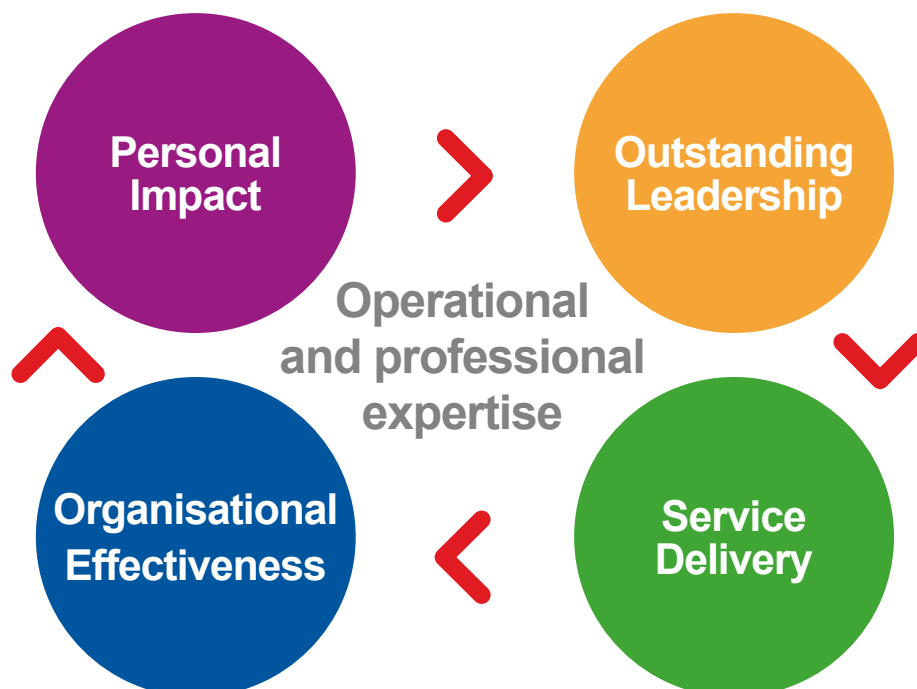 Personal
Impact
Outstanding
Leadership
Operational
and professional
expertise
Organisational
Effectiveness
Service
Delivery